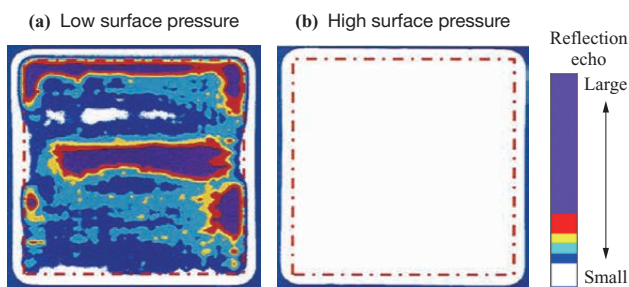 (a) Low surface pressure
(b) High surface pressure
Reflection
echo
Large
Small